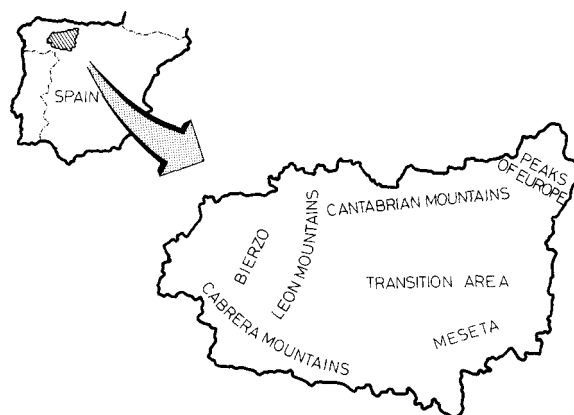 SPAIN
PEAKS
OF EUROPE
CANTABRIAN MOUNTAINS
LEON MOUNTAINS
BIERZO
TRANSITION AREA
CABRERA MOUNTAINS
MESETA